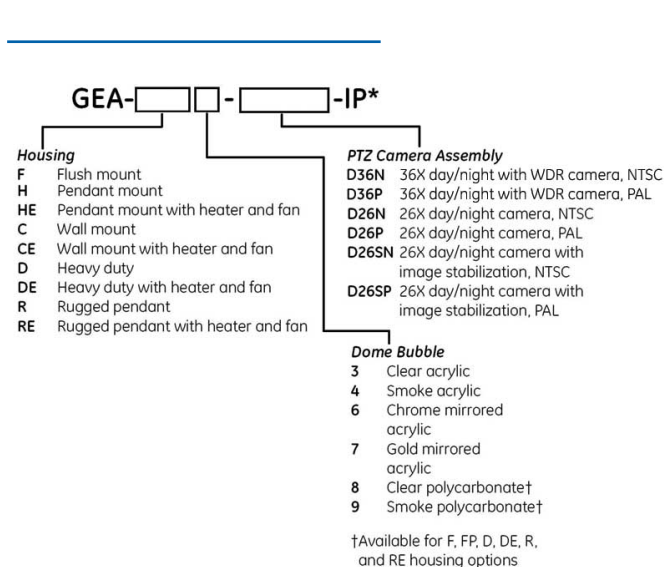 GEA- - -IP*
Housing
F Flush mount
H Pendant mount
HE Pendant mount with heater and fan
C Wall mount
CE Wall mount with heater and fan
D Heavy duty
DE Heavy duty with heater and fan
R Rugged pendant
RE Rugged pendant with heater and fan
PTZ Camera Assembly
D36N 36X day/night with WDR camera, NTSC
D36P 36X day/night with WDR camera, PAL
D26N 26X day/night camera, NTSC
D26P 26X day/night camera, PAL
D26SN 26X day/night camera with
image stabilization, NTSC
D26SP 26X day/night camera with
image stabilization, PAL
Dome Bubble
3 Clear acrylic
4 Smoke acrylic
6 Chrome mirrored
acrylic
7 Gold mirrored
acrylic
8 Clear polycarbonate†
9 Smoke polycarbonate†
†Available for F, FP, D, DE, R,
and RE housing options